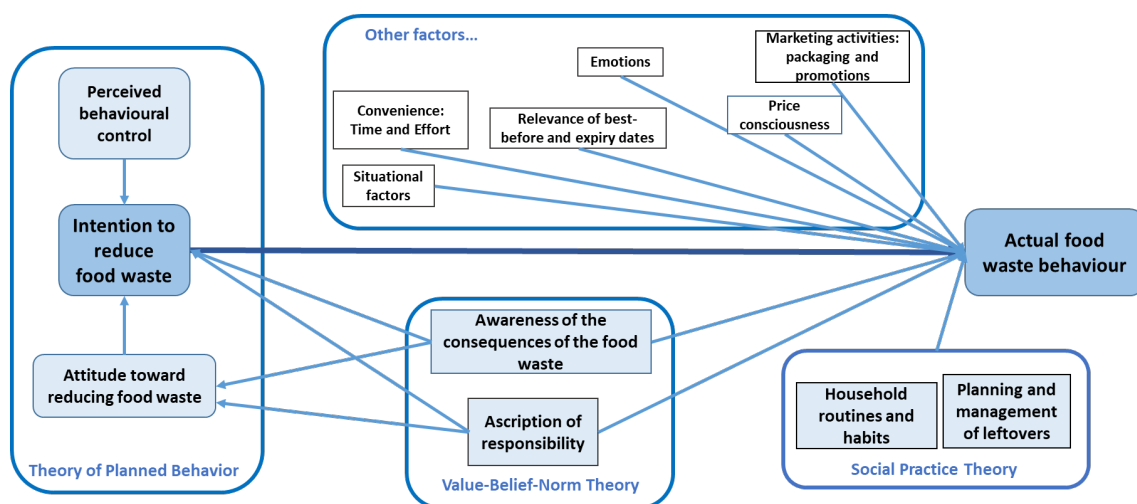 Other factors...
Marketing activities:
packaging and
promotions
Emotions
Perceived
behavioural
control
Convenience:
Time and Effort
Relevance of best-
before and expiry dates
Price
consciousness
Situational
factors
Intention to
reduce
food waste
Actual food
waste behaviour
Awareness of the
consequences of the food
waste
Attitude toward
reducing food waste
Ascription of
responsibility
Household
routines and
habits
Planning and
management
of leftovers
Theory of Planned Behavior
Value-Belief-Norm Theory
Social Practice Theory